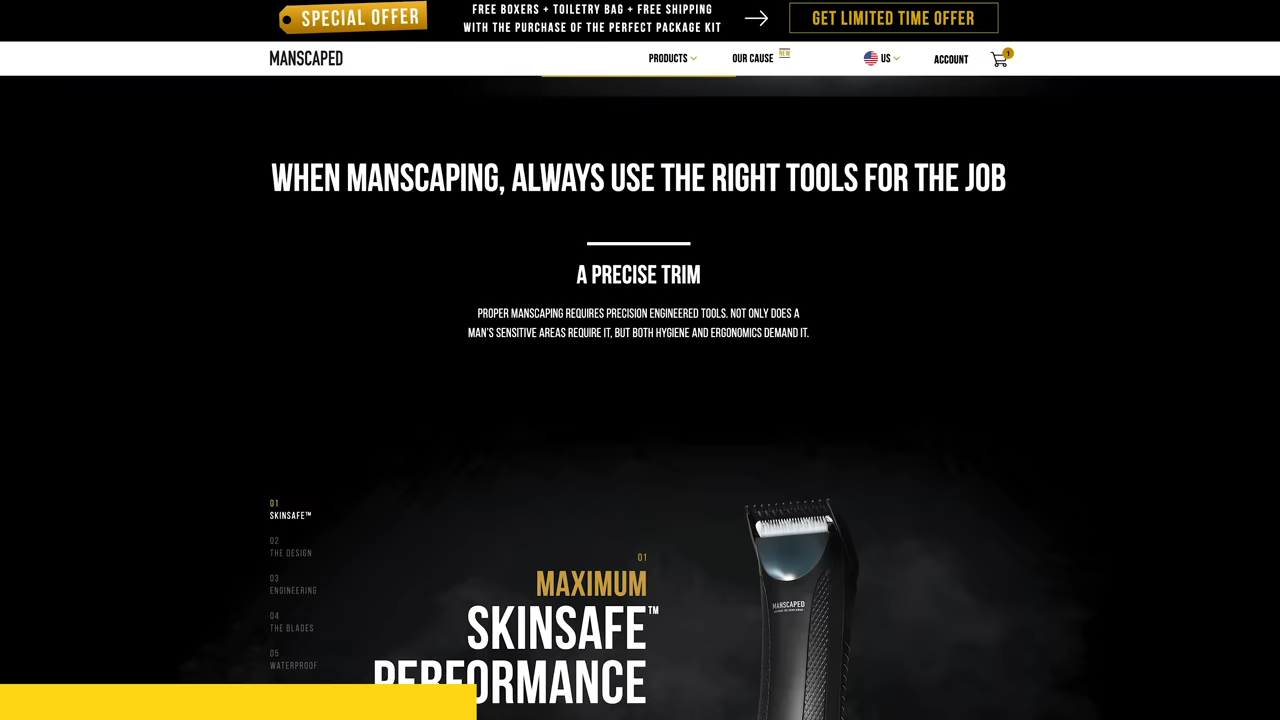 SPECIAL OFFER
FREE BOXERS + TOILETRY BAG + FREE SHIPPING
WITH THE PURCHASE OF THE PERFECT PACKAGE KIT
GET LIMITED TIME OFFER
MANSCAPED
PRODUCTS
OUR CAUSE
NEW
US
ACCOUNT
1
WHEN MANSCAPING, ALWAYS USE THE RIGHT TOOLS FOR THE JOB
A PRECISE TRIM
PROPER MANSCAPING REQUIRES PRECISION ENGINEERED TOOLS. NOT ONLY DOES A
MAN'S SENSITIVE AREAS REQUIRE IT, BUT BOTH HYGIENE AND ERGONOMICS DEMAND IT.
01
SKINSAFE™
02
THE DESIGN
03
ENGINEERING
04
THE BLADES
05
WATERPROOF
01
MAXIMUM
SKINSAFE™
PERFORMANCE
MANSCAPED